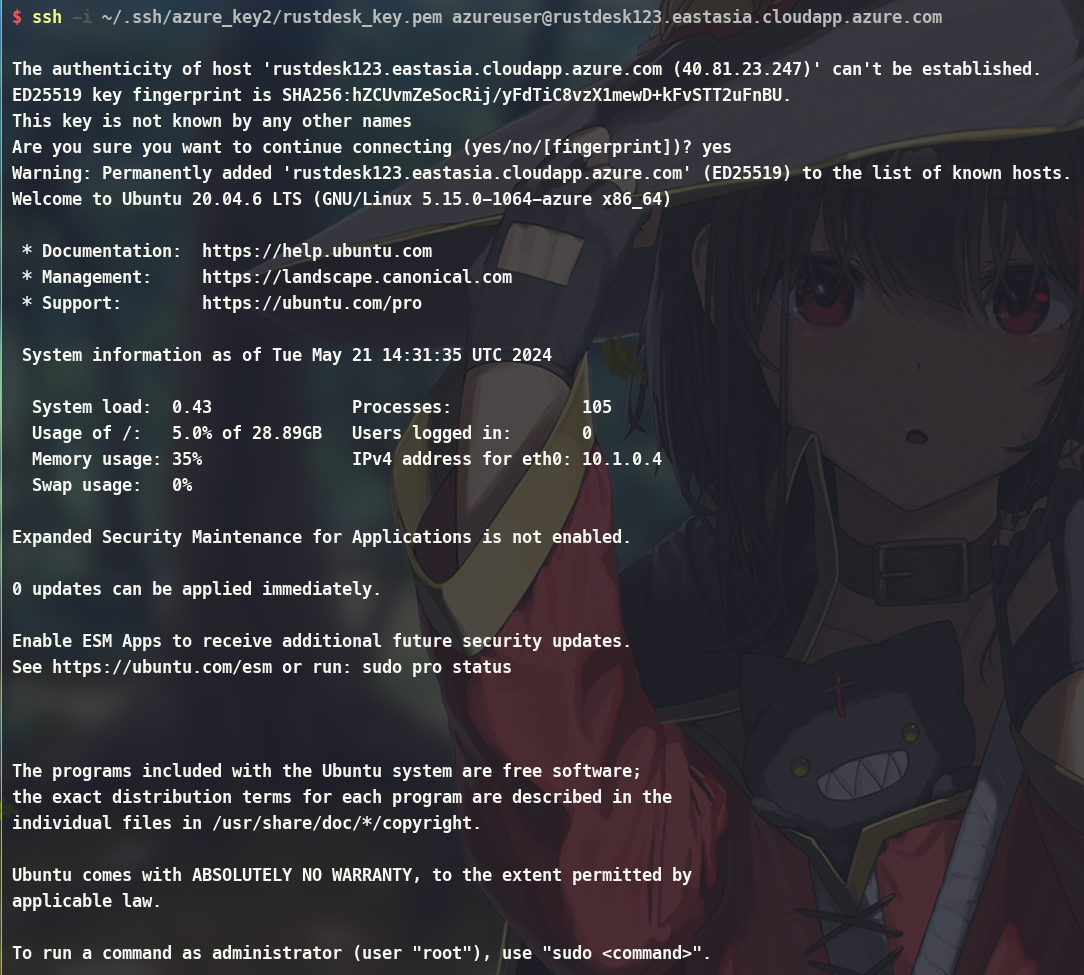 $ ssh -i ~/.ssh/azure_key2/rustdesk_key.pem azureuser@rustdesk123.eastasia.cloudapp.azure.com
The authenticity of host 'rustdesk123.eastasia.cloudapp.azure.com (40.81.23.247)' can't be established.
ED25519 key fingerprint is SHA256:hZCUvmZeSocRij/yFdTiC8vzX1mewD+kFvSTT2uFnBU.
This key is not known by any other names
Are you sure you want to continue connecting (yes/no/[fingerprint])? yes
Warning: Permanently added 'rustdesk123.eastasia.cloudapp.azure.com' (ED25519) to the list of known hosts.
Welcome to Ubuntu 20.04.6 LTS (GNU/Linux 5.15.0-1064-azure x86_64)
* Documentation:  https://help.ubuntu.com
* Management:     https://landscape.canonical.com
* Support:        https://ubuntu.com/pro
System information as of Tue May 21 14:31:35 UTC 2024
System load:  0.43              Processes:             105
Usage of /:   5.0% of 28.89GB   Users logged in:       0
Memory usage: 35%               IPv4 address for eth0: 10.1.0.4
Swap usage:   0%
Expanded Security Maintenance for Applications is not enabled.
0 updates can be applied immediately.
Enable ESM Apps to receive additional future security updates.
See https://ubuntu.com/esm or run: sudo pro status
The programs included with the Ubuntu system are free software;
the exact distribution terms for each program are described in the
individual files in /usr/share/doc/*/copyright.
Ubuntu comes with ABSOLUTELY NO WARRANTY, to the extent permitted by
applicable law.
To run a command as administrator (user "root"), use "sudo <command>".